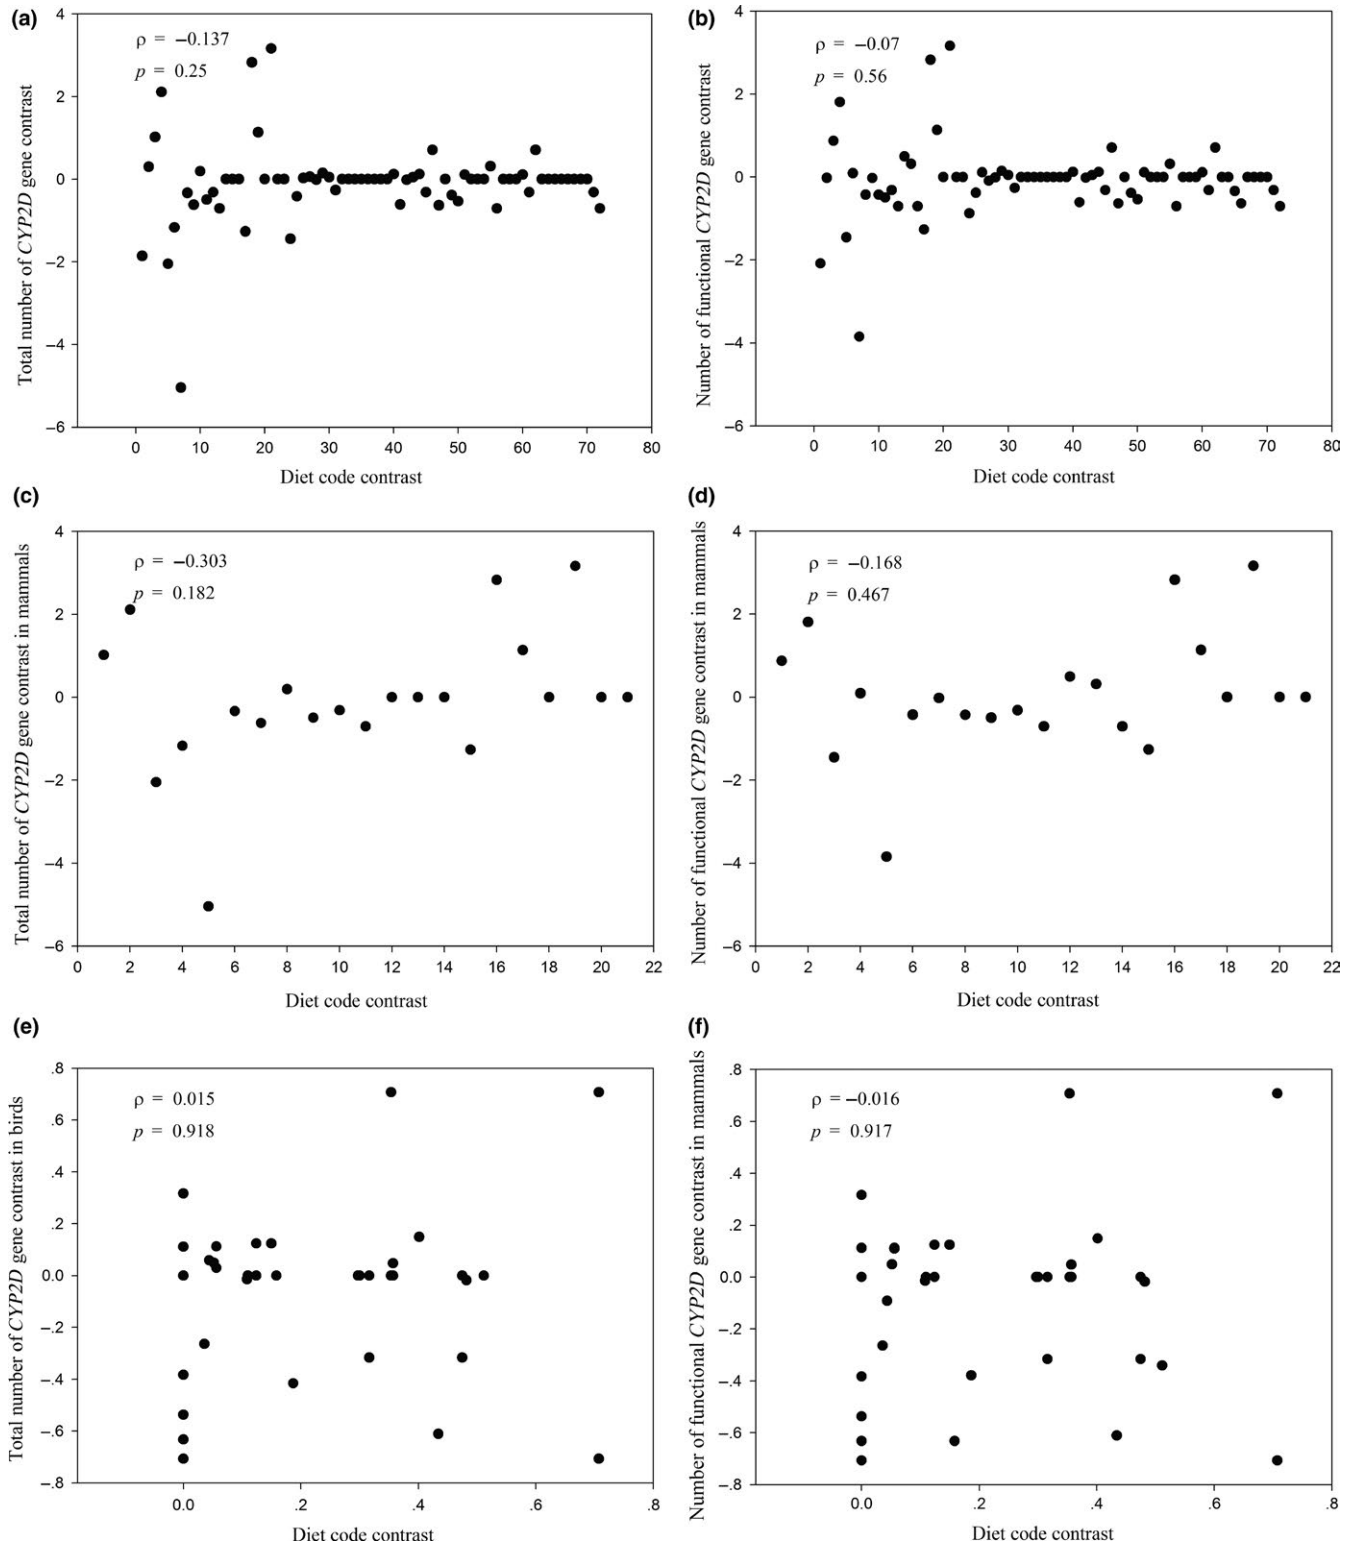 (a)
4
2
0
−2
−4
−6
ρ = −0.137
p = 0.25
Total number of CYP2D gene contrast
0 10 20 30 40 50 60 70 80
Diet code contrast
(b)
4
2
0
−2
−4
−6
ρ = −0.07
p = 0.56
Number of functional CYP2D gene contrast
0 10 20 30 40 50 60 70 80
Diet code contrast
(c)
4
2
0
−2
−4
−6
ρ = −0.303
p = 0.182
Total number of CYP2D gene contrast in mammals
0 2 4 6 8 10 12 14 16 18 20 22
Diet code contrast
(d)
4
2
0
−2
−4
−6
ρ = −0.168
p = 0.467
Number of functional CYP2D gene contrast in mammals
0 2 4 6 8 10 12 14 16 18 20 22
Diet code contrast
(e)
.8
.6
.4
.2
0.0
−.2
−.4
−.6
−.8
ρ = 0.015
p = 0.918
Total number of CYP2D gene contrast in birds
0.0 .2 .4 .6 .8
Diet code contrast
(f)
.8
.6
.4
.2
0.0
−.2
−.4
−.6
−.8
ρ = −0.016
p = 0.917
Number of functional CYP2D gene contrast in mammals
0.0 .2 .4 .6 .8
Diet code contrast